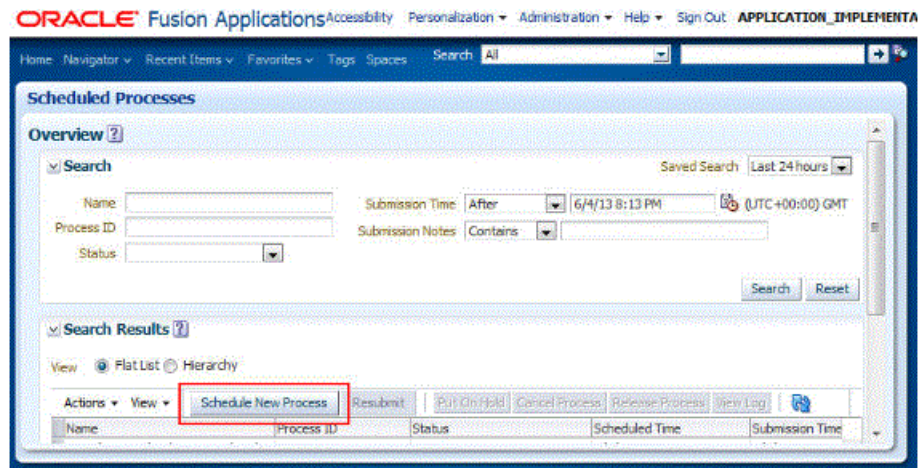 ORACLE Fusion Applications Accessibility Personalization Administration Help Sign Out APPLICATION_IMPLEMENTA
Home Navigator Recent Items Favorites Tags Spaces Search All
Scheduled Processes
Overview ?
Search Saved Search Last 24 hours
Name Submission Time After 6/4/13 8:13 PM (UTC+00:00) GMT
Process ID Submission Notes Contains
Status
Search Reset
Search Results ?
View Flat List Hierarchy
Actions View Schedule New Process Resubmit Put On Hold Cancel Process Release Process View Log
Name Process ID Status Scheduled Time Submission Time